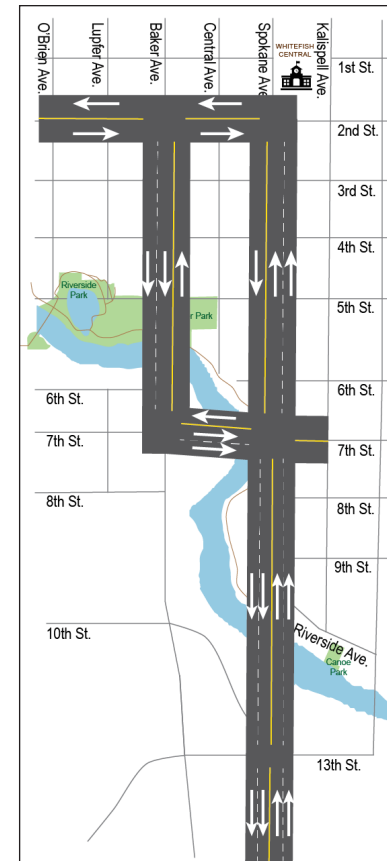 O'Brien Ave.
Lupfer Ave.
Baker Ave.
Central Ave.
Spokane Ave
Kalispell Ave.
WHITEFISH
CENTRAL
1st St.
2nd St.
3rd St.
4th St.
Riverside
Park
r Park
5th St.
6th St.
6th St.
7th St.
7th St.
8th St.
8th St.
9th St.
10th St.
Riverside Ave.
Canoe
Park
13th St.